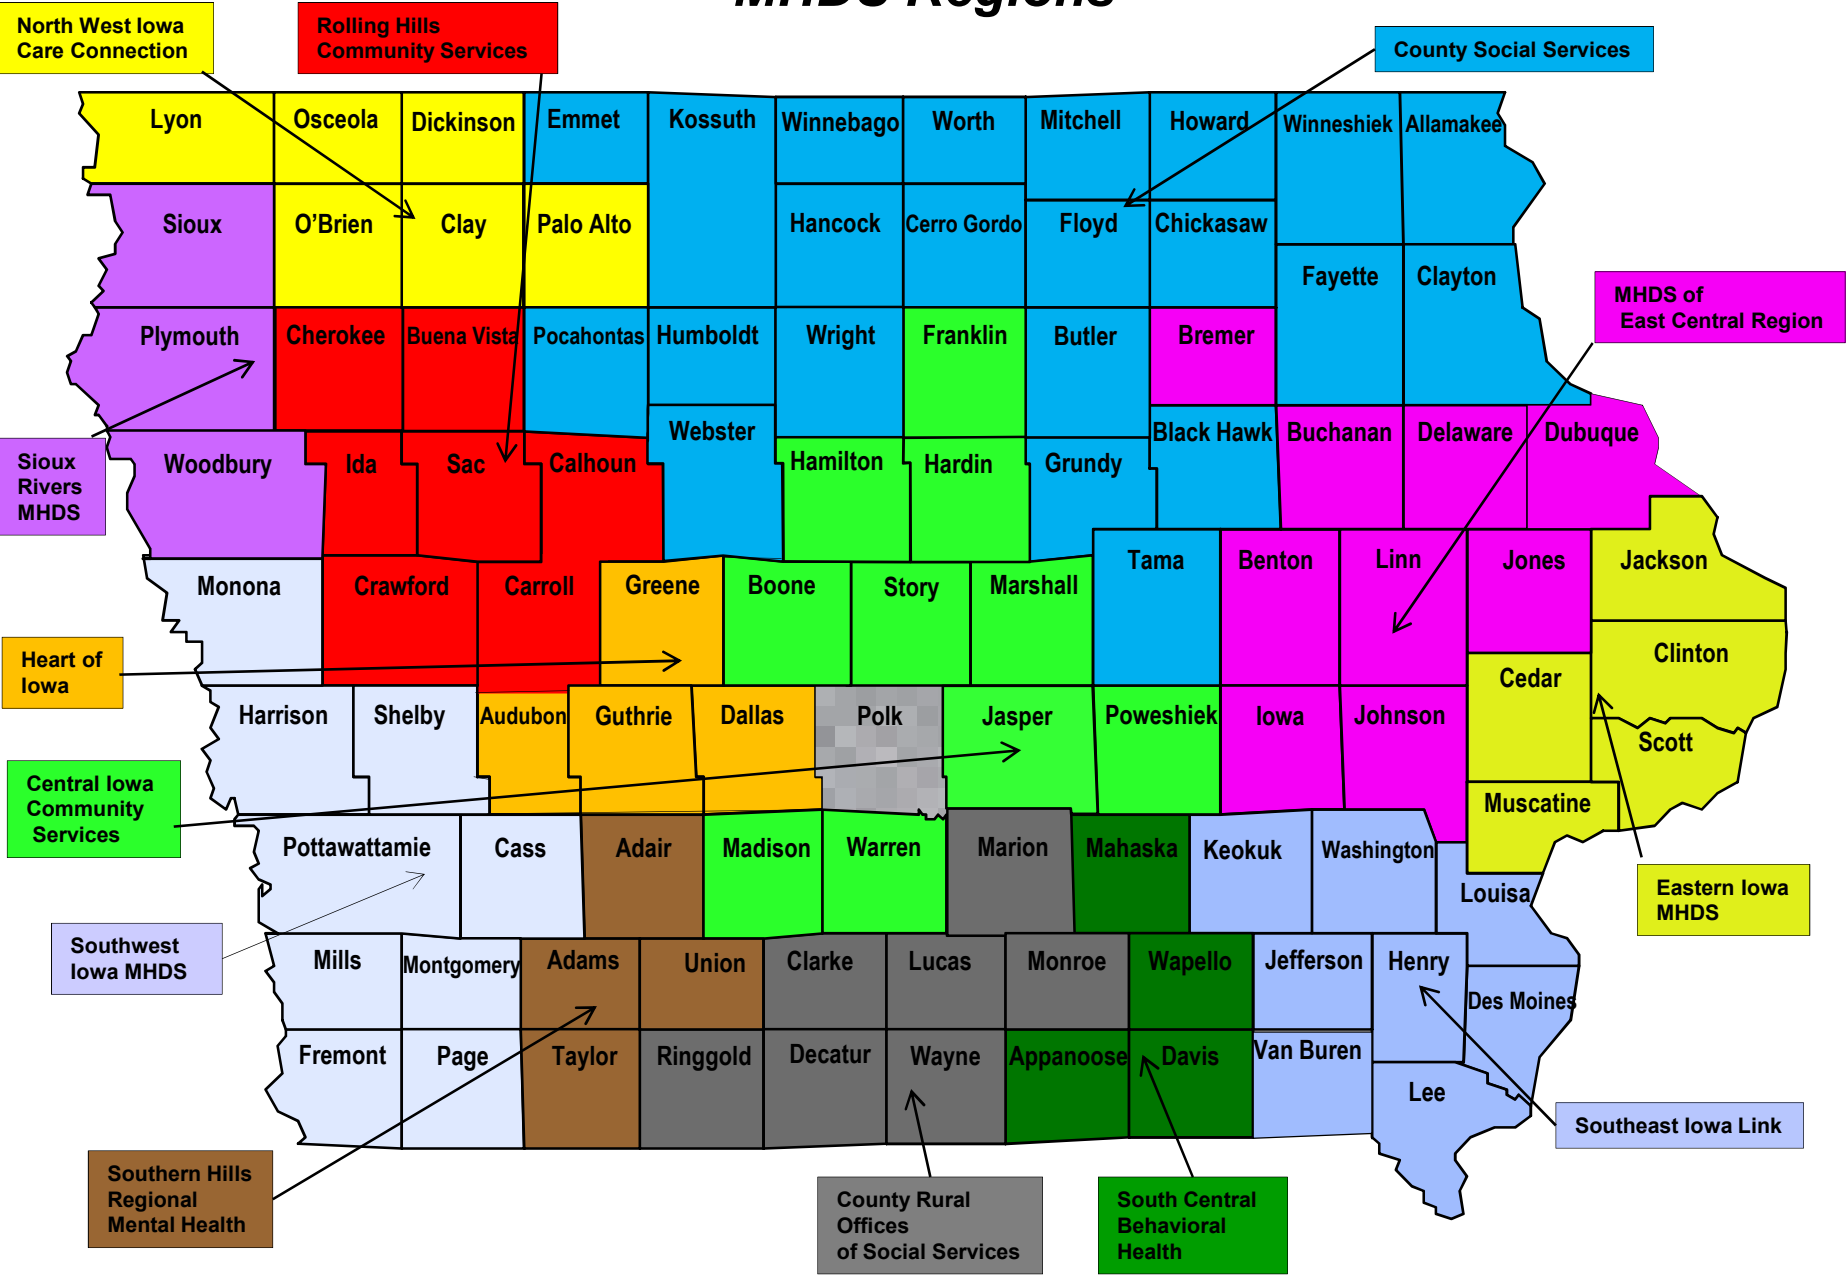 MHDS Regions
North West Iowa
Care Connection
Rolling Hills
Community Services
County Social Services
Lyon
Osceola
Dickinson
Emmet
Kossuth
Winnebago
Worth
Mitchell
Howard
Winneshiek
Allamakee
Sioux
O’Brien
Clay
Palo Alto
Hancock
Cerro Gordo
Floyd
Chickasaw
Fayette
Clayton
MHDS of
East Central Region
Plymouth
Cherokee
Buena Vista
Pocahontas
Humboldt
Wright
Franklin
Butler
Bremer
Sioux
Rivers
MHDS
Woodbury
Ida
Sac
Calhoun
Webster
Hamilton
Hardin
Grundy
Black Hawk
Buchanan
Delaware
Dubuque
Monona
Crawford
Carroll
Greene
Boone
Story
Marshall
Tama
Benton
Linn
Jones
Jackson
Heart of
Iowa
Harrison
Shelby
Audubon
Guthrie
Dallas
Polk
Jasper
Poweshiek
Iowa
Johnson
Cedar
Clinton
Scott
Central Iowa
Community
Services
Muscatine
Pottawattamie
Cass
Adair
Madison
Warren
Marion
Mahaska
Keokuk
Washington
Louisa
Eastern Iowa
MHDS
Southwest
Iowa MHDS
Mills
Montgomery
Adams
Union
Clarke
Lucas
Monroe
Wapello
Jefferson
Henry
Des Moines
Fremont
Page
Taylor
Ringgold
Decatur
Wayne
Appanoose
Davis
Van Buren
Lee
Southeast Iowa Link
Southern Hills
Regional
Mental Health
County Rural
Offices
of Social Services
South Central
Behavioral
Health